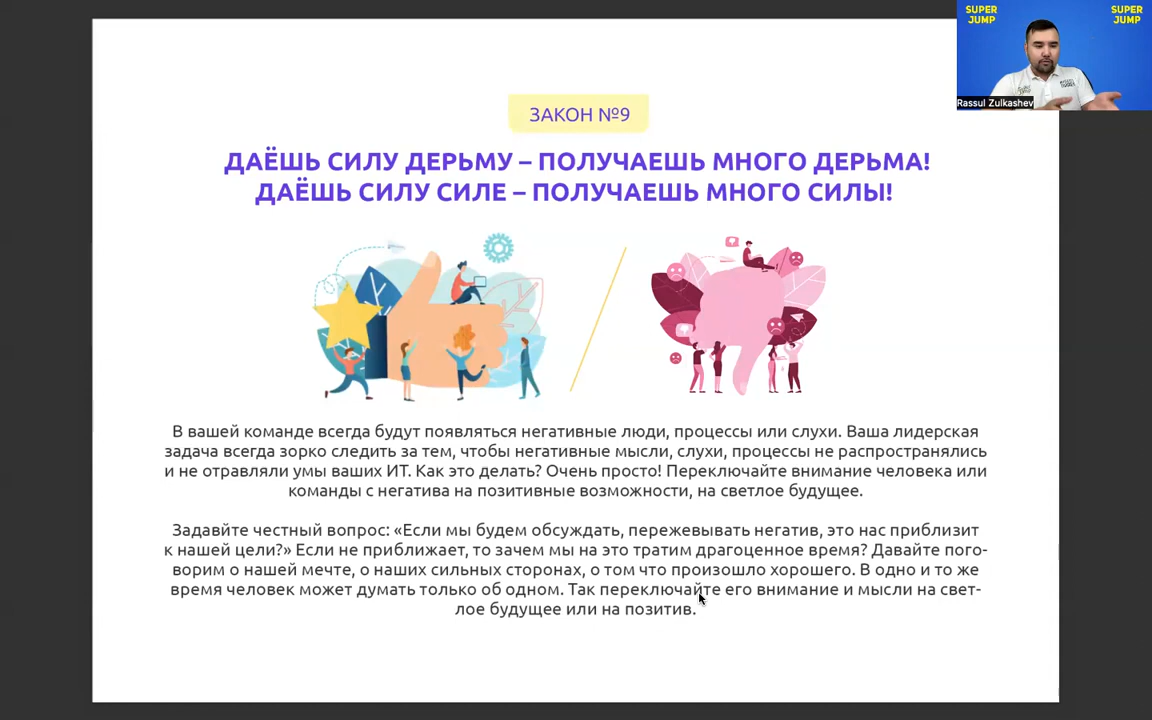 SUPER
JUMP
SUPER
JUMP
Rassul Zulkashev
ЗАКОН №9
ДАЁШЬ СИЛУ ДЕРЬМУ – ПОЛУЧАЕШЬ МНОГО ДЕРЬМА!
ДАЁШЬ СИЛУ СИЛЕ – ПОЛУЧАЕШЬ МНОГО СИЛЫ!
В вашей команде всегда будут появляться негативные люди, процессы или слухи. Ваша лидерская
задача всегда зорко следить за тем, чтобы негативные мысли, слухи, процессы не распространялись
и не отравляли умы ваших ИТ. Как это делать? Очень просто! Переключайте внимание человека или
команды с негатива на позитивные возможности, на светлое будущее.
Задавйте честный вопрос: «Если мы будем обсуждать, пережевывать негатив, это нас приблизит
к нашей цели?» Если не приближает, то зачем мы на это тратим драгоценное время? Давайте пого-
ворим о нашей мечте, о наших сильных сторонах, о том что произошло хорошего. В одно и то же
время человек может думать только об одном. Так переключайте его внимание и мысли на свет-
лое будущее или на позитив.